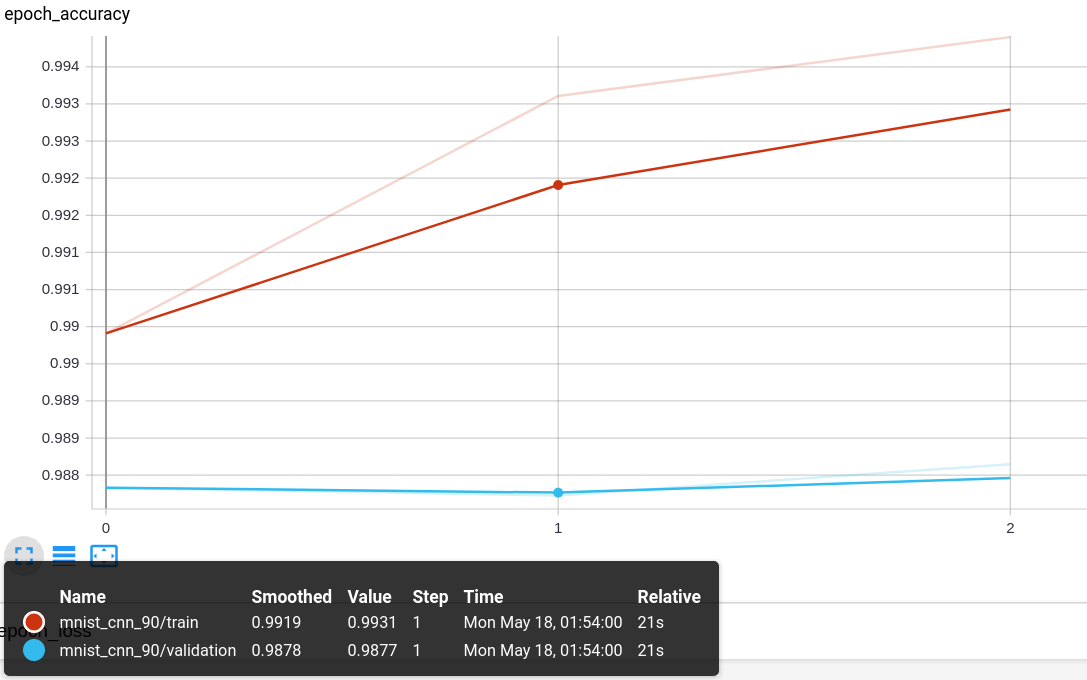 epoch_accuracy
0.994
0.993
0.993
0.992
0.992
0.991
0.991
0.99
0.99
0.989
0.989
0.988
0 1 2
Name Smoothed Value Step Time Relative
mnist_cnn_90/train 0.9919 0.9931 1 Mon May 18, 01:54:00 21s
epoch_loss
mnist_cnn_90/validation 0.9878 0.9877 1 Mon May 18, 01:54:00 21s